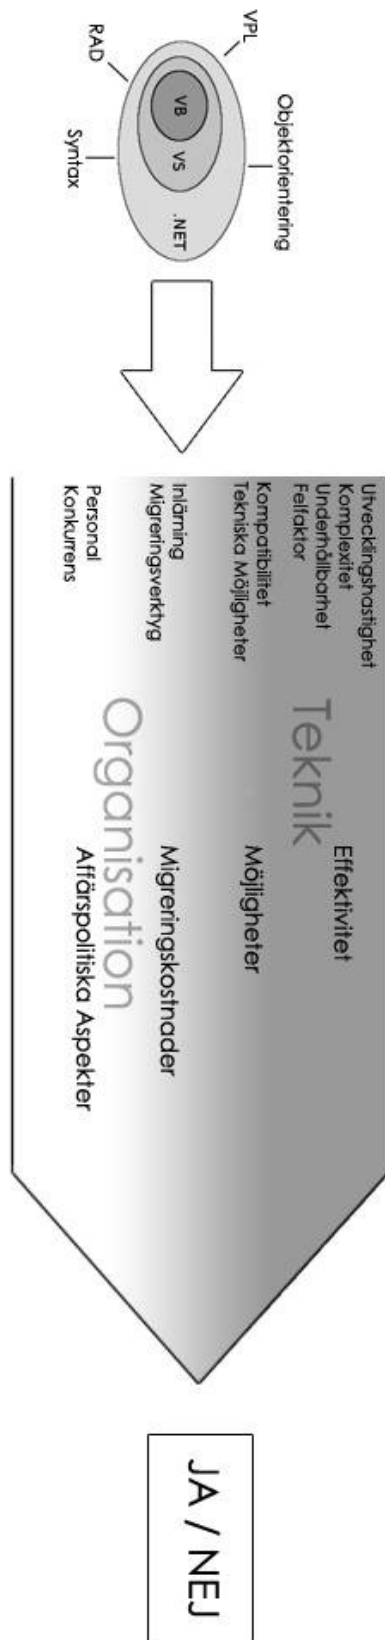 VPL
Objektorientering
VB
VS
.NET
RAD
Syntax
Utvecklingshastighet
Komplexitet
Underhållbarhet
Felfaktor
Teknik
Effektivitet
Kompatibilitet
Tekniska Möjligheter
Möjligheter
Inlärning
Migreringsverktyg
Migreringskostnader
Organisation
Personal
Konkurrens
Affärspolitiska Aspekter
JA / NEJ